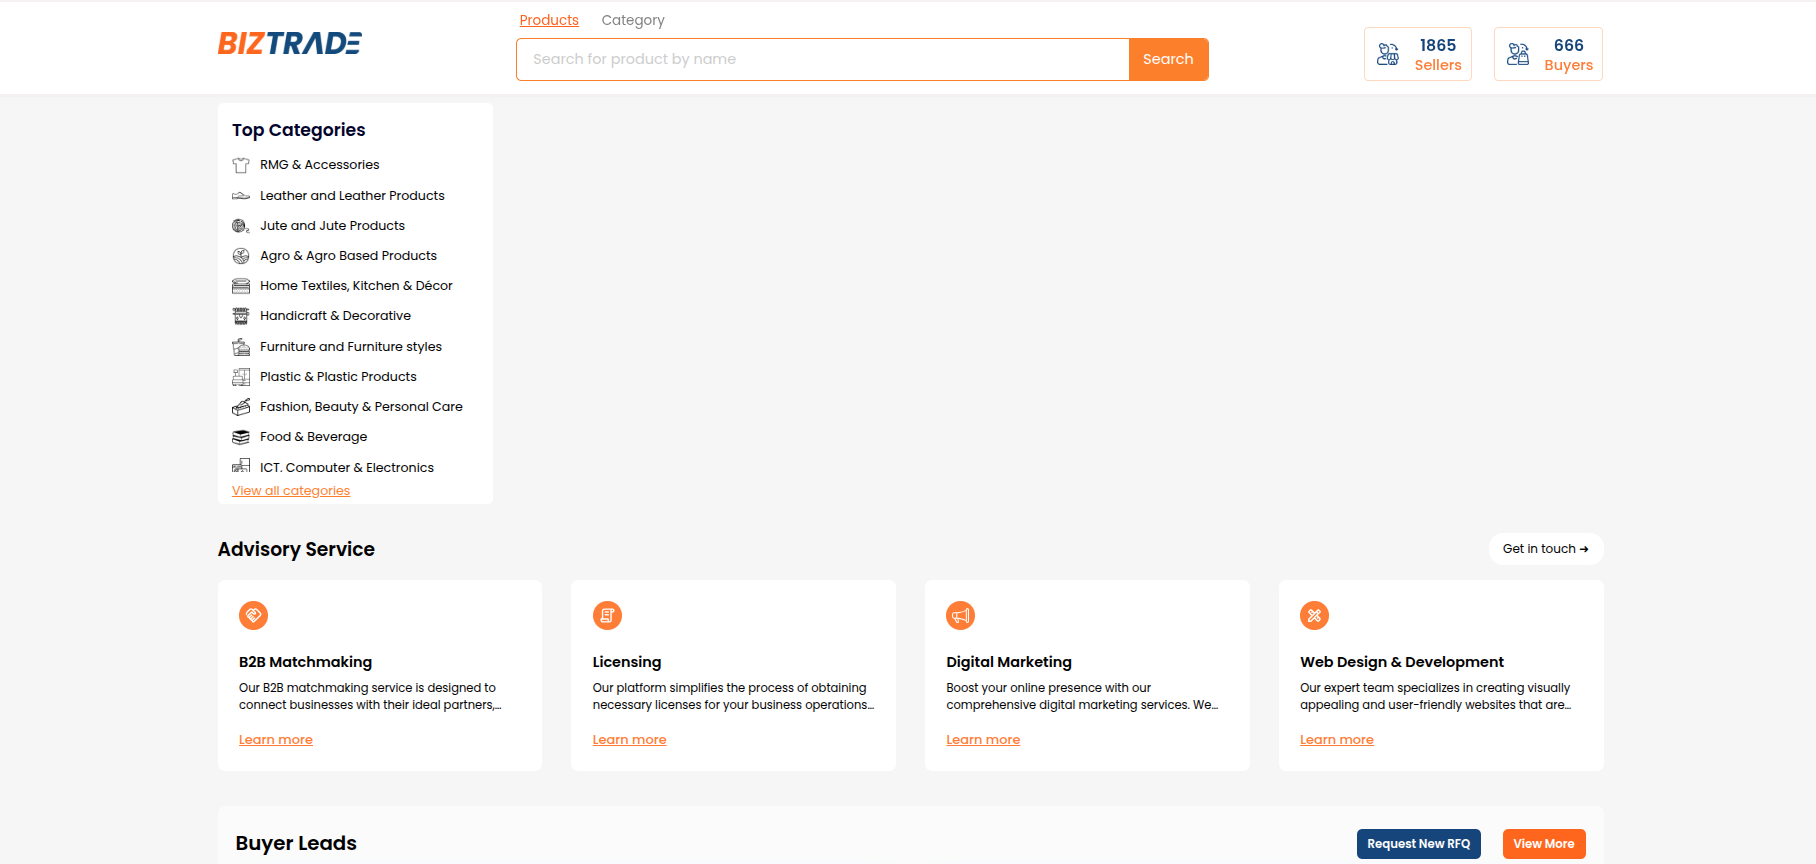 BIZTRADE
Products Category
Search for product by name Search
1865
Sellers
666
Buyers
Top Categories
RMG & Accessories
Leather and Leather Products
Jute and Jute Products
Agro & Agro Based Products
Home Textiles, Kitchen & Décor
Handicraft & Decorative
Furniture and Furniture styles
Plastic & Plastic Products
Fashion, Beauty & Personal Care
Food & Beverage
ICT, Computer & Electronics
View all categories
Advisory Service
Get in touch ➔
B2B Matchmaking
Our B2B matchmaking service is designed to
connect businesses with their ideal partners,...
Learn more
Licensing
Our platform simplifies the process of obtaining
necessary licenses for your business operations...
Learn more
Digital Marketing
Boost your online presence with our
comprehensive digital marketing services. We...
Learn more
Web Design & Development
Our expert team specializes in creating visually
appealing and user-friendly websites that are...
Learn more
Buyer Leads
Request New RFQ
View More